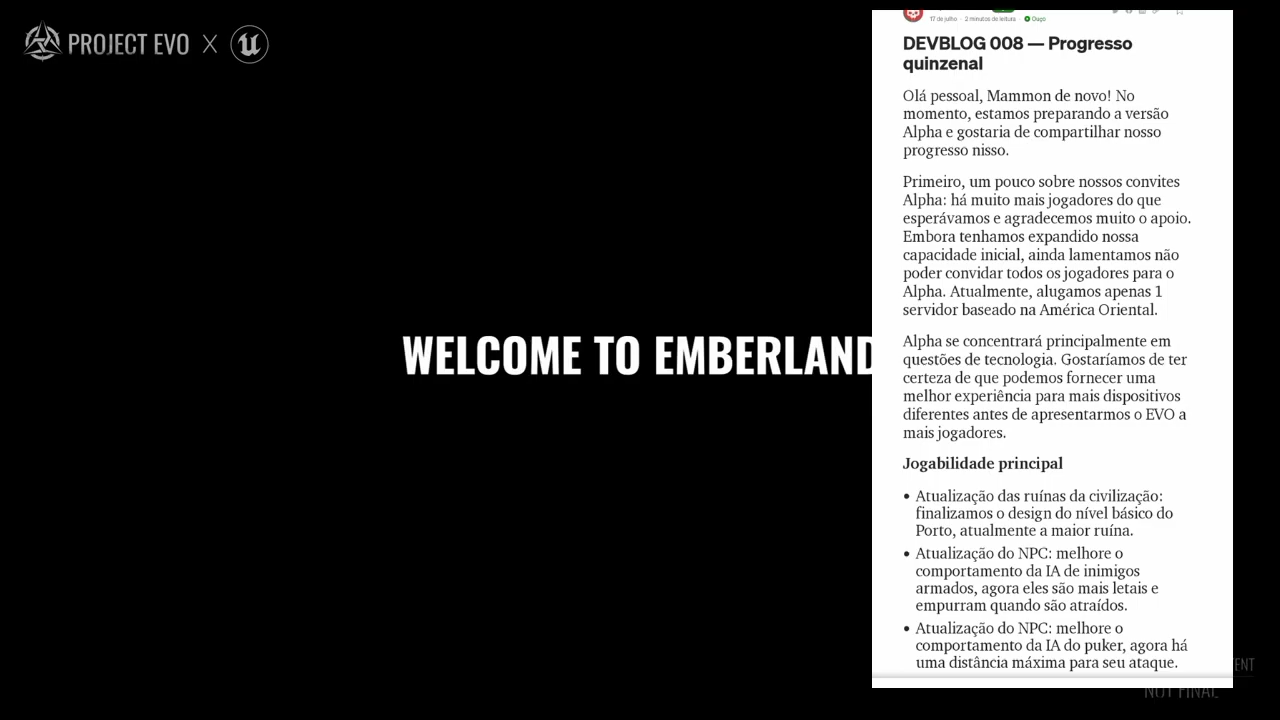 PROJECT EVO
WELCOME TO EMBERLAND
17 de julho · 2 minutos de leitura · Ouço
DEVBLOG 008 — Progresso
quinzenal
Olá pessoal, Mammon de novo! No
momento, estamos preparando a versão
Alpha e gostaria de compartilhar nosso
progresso nisso.
Primeiro, um pouco sobre nossos convites
Alpha: há muito mais jogadores do que
esperávamos e agradecemos muito o apoio.
Embora tenhamos expandido nossa
capacidade inicial, ainda lamentamos não
poder convidar todos os jogadores para o
Alpha. Atualmente, alugamos apenas 1
servidor baseado na América Oriental.
Alpha se concentrará principalmente em
questões de tecnologia. Gostaríamos de ter
certeza de que podemos fornecer uma
melhor experiência para mais dispositivos
diferentes antes de apresentarmos o EVO a
mais jogadores.
Jogabilidade principal
• Atualização das ruínas da civilização:
finalizamos o design do nível básico do
Porto, atualmente a maior ruína.
• Atualização do NPC: melhore o
comportamento da IA de inimigos
armados, agora eles são mais letais e
empurram quando são atraídos.
• Atualização do NPC: melhore o
comportamento da IA do puker, agora há
uma distância máxima para seu ataque.
NOT FINAL